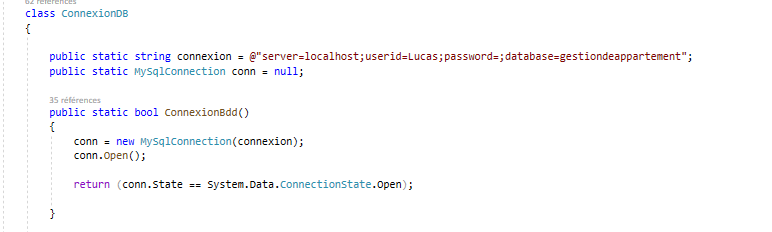 62 références
class ConnexionDB
{
public static string connexion = @"server=localhost;userid=Lucas;password=;database=gestiondeappartement";
public static MySqlConnection conn = null;
35 références
public static bool ConnexionBdd()
{
conn = new MySqlConnection(connexion);
conn.Open();
return (conn.State == System.Data.ConnectionState.Open);
}